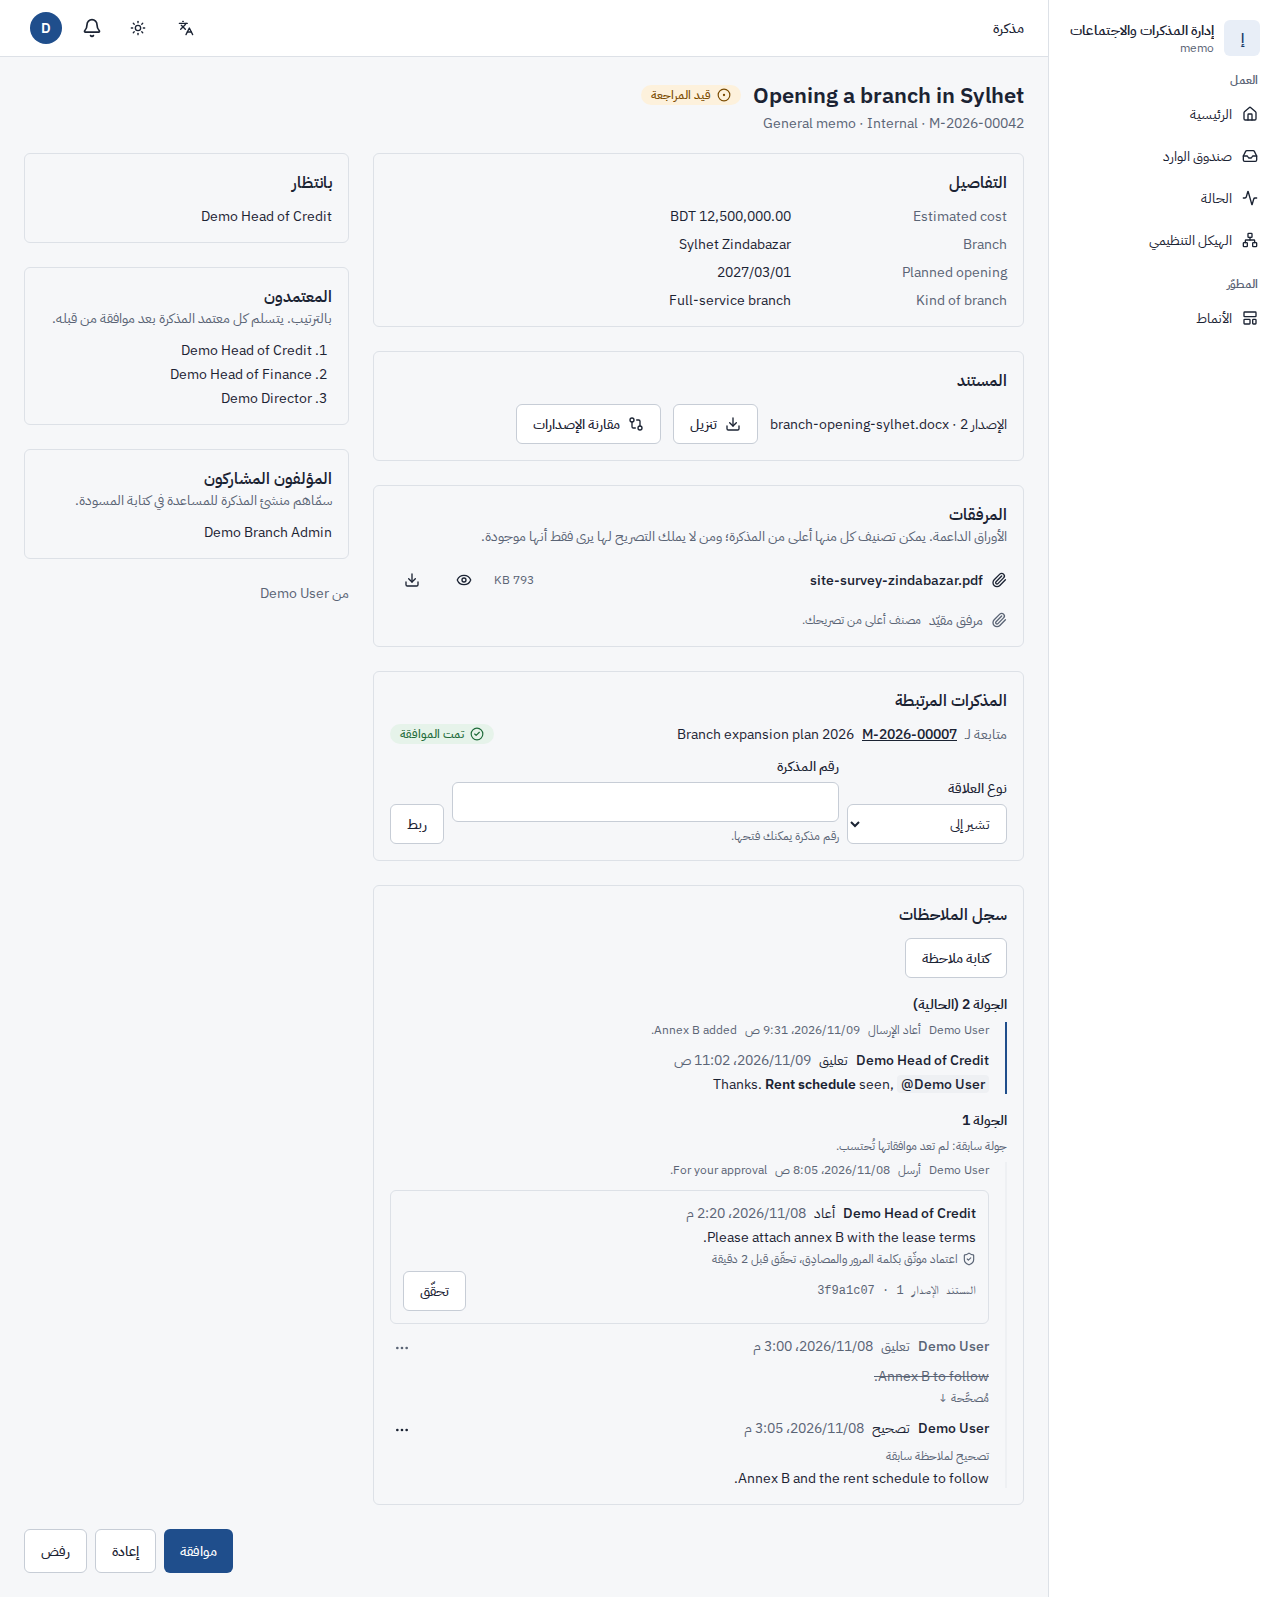 إدارة المذكرات والاجتماعات
إ
memo
العمل
الرئيسية
صندوق الوارد
الحالة
الهيكل التنظيمي
المطوّر
الأنماط
مذكرة
D
Opening a branch in Sylhet
قيد المراجعة
General memo · Internal · M-2026-00042
التفاصيل
Estimated cost
BDT 12,500,000.00
Branch
Sylhet Zindabazar
Planned opening
2027/03/01
Kind of branch
Full-service branch
المستند
الإصدار 2 · branch-opening-sylhet.docx
تنزيل
مقارنة الإصدارات
المرفقات
الأوراق الداعمة. يمكن تصنيف كل منها أعلى من المذكرة؛ ومن لا يملك التصريح لها يرى فقط أنها موجودة.
site-survey-zindabazar.pdf
793 KB
مرفق مقيّد
مصنف أعلى من تصريحك.
المذكرات المرتبطة
متابعة لـ
M-2026-00007
Branch expansion plan 2026
تمت الموافقة
نوع العلاقة
تشير إلى
رقم المذكرة
رقم مذكرة يمكنك فتحها.
ربط
سجل الملاحظات
كتابة ملاحظة
الجولة 2 (الحالية)
Demo User أعاد الإرسال 2026/11/09، 9:31 ص Annex B added.
Demo Head of Credit تعليق 2026/11/09، 11:02 ص
Thanks. Rent schedule seen, @Demo User
الجولة 1
جولة سابقة: لم تعد موافقاتها تُحتسب.
Demo User أرسل 2026/11/08، 8:05 ص For your approval.
Demo Head of Credit أعاد 2026/11/08، 2:20 م
Please attach annex B with the lease terms.
اعتماد موثّق بكلمة المرور والمصادِق، تحقّق قبل 2 دقيقة
المستند الإصدار 1 · 3f9a1c07
تحقّق
Demo User تعليق 2026/11/08، 3:00 م
Annex B to follow.
مُصحَّحة ↓
Demo User تصحيح 2026/11/08، 3:05 م
تصحيح لملاحظة سابقة
Annex B and the rent schedule to follow.
بانتظار
Demo Head of Credit
المعتمدون
بالترتيب. يتسلم كل معتمد المذكرة بعد موافقة من قبله.
1. Demo Head of Credit
2. Demo Head of Finance
3. Demo Director
المؤلفون المشاركون
سمّاهم منشئ المذكرة للمساعدة في كتابة المسودة.
Demo Branch Admin
من Demo User
موافقة
إعادة
رفض